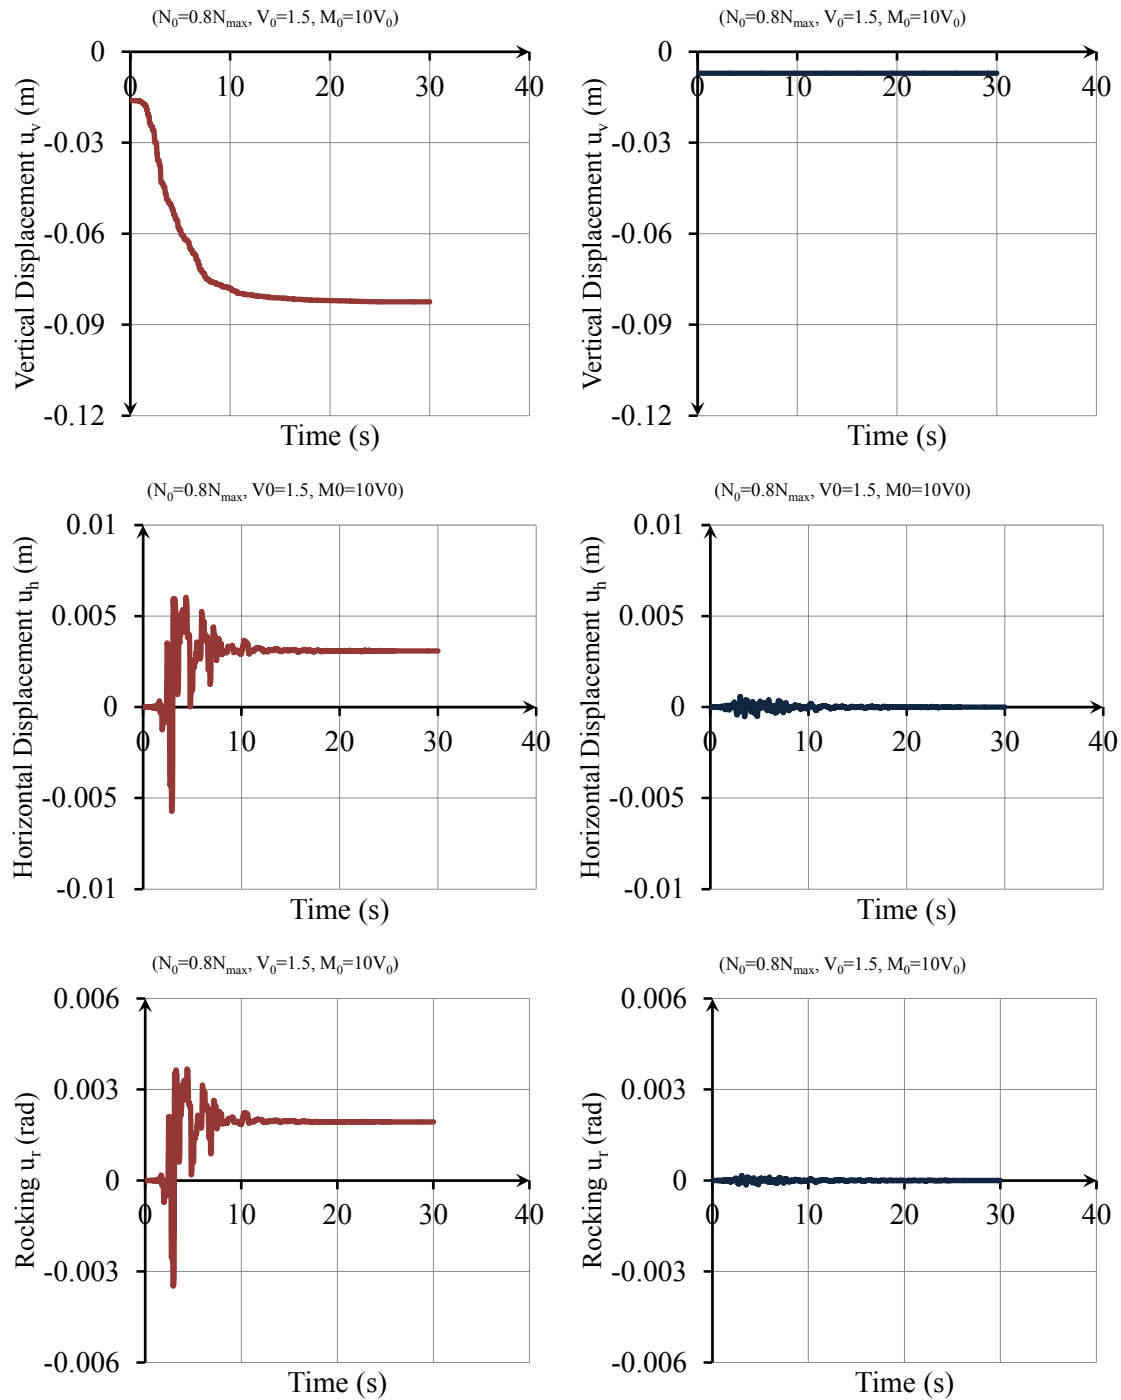 (N₀=0.8Nₘₐₓ, V₀=1.5, M₀=10V₀)
0
-0.03
-0.06
-0.09
-0.12
0 10 20 30 40
Vertical Displacement uᵥ (m)
Time (s)
(N₀=0.8Nₘₐₓ, V₀=1.5, M₀=10V₀)
0
-0.03
-0.06
-0.09
-0.12
0 10 20 30 40
Vertical Displacement uᵥ (m)
Time (s)
(N₀=0.8Nₘₐₓ, V0=1.5, M0=10V0)
0.01
0.005
0
-0.005
-0.01
0 10 20 30 40
Horizontal Displacement uₕ (m)
Time (s)
(N₀=0.8Nₘₐₓ, V0=1.5, M0=10V0)
0.01
0.005
0
-0.005
-0.01
0 10 20 30 40
Horizontal Displacement uₕ (m)
Time (s)
(N₀=0.8Nₘₐₓ, V₀=1.5, M₀=10V₀)
0.006
0.003
0
-0.003
-0.006
0 10 20 30 40
Rocking uᵣ (rad)
Time (s)
(N₀=0.8Nₘₐₓ, V₀=1.5, M₀=10V₀)
0.006
0.003
0
-0.003
-0.006
0 10 20 30 40
Rocking uᵣ (rad)
Time (s)